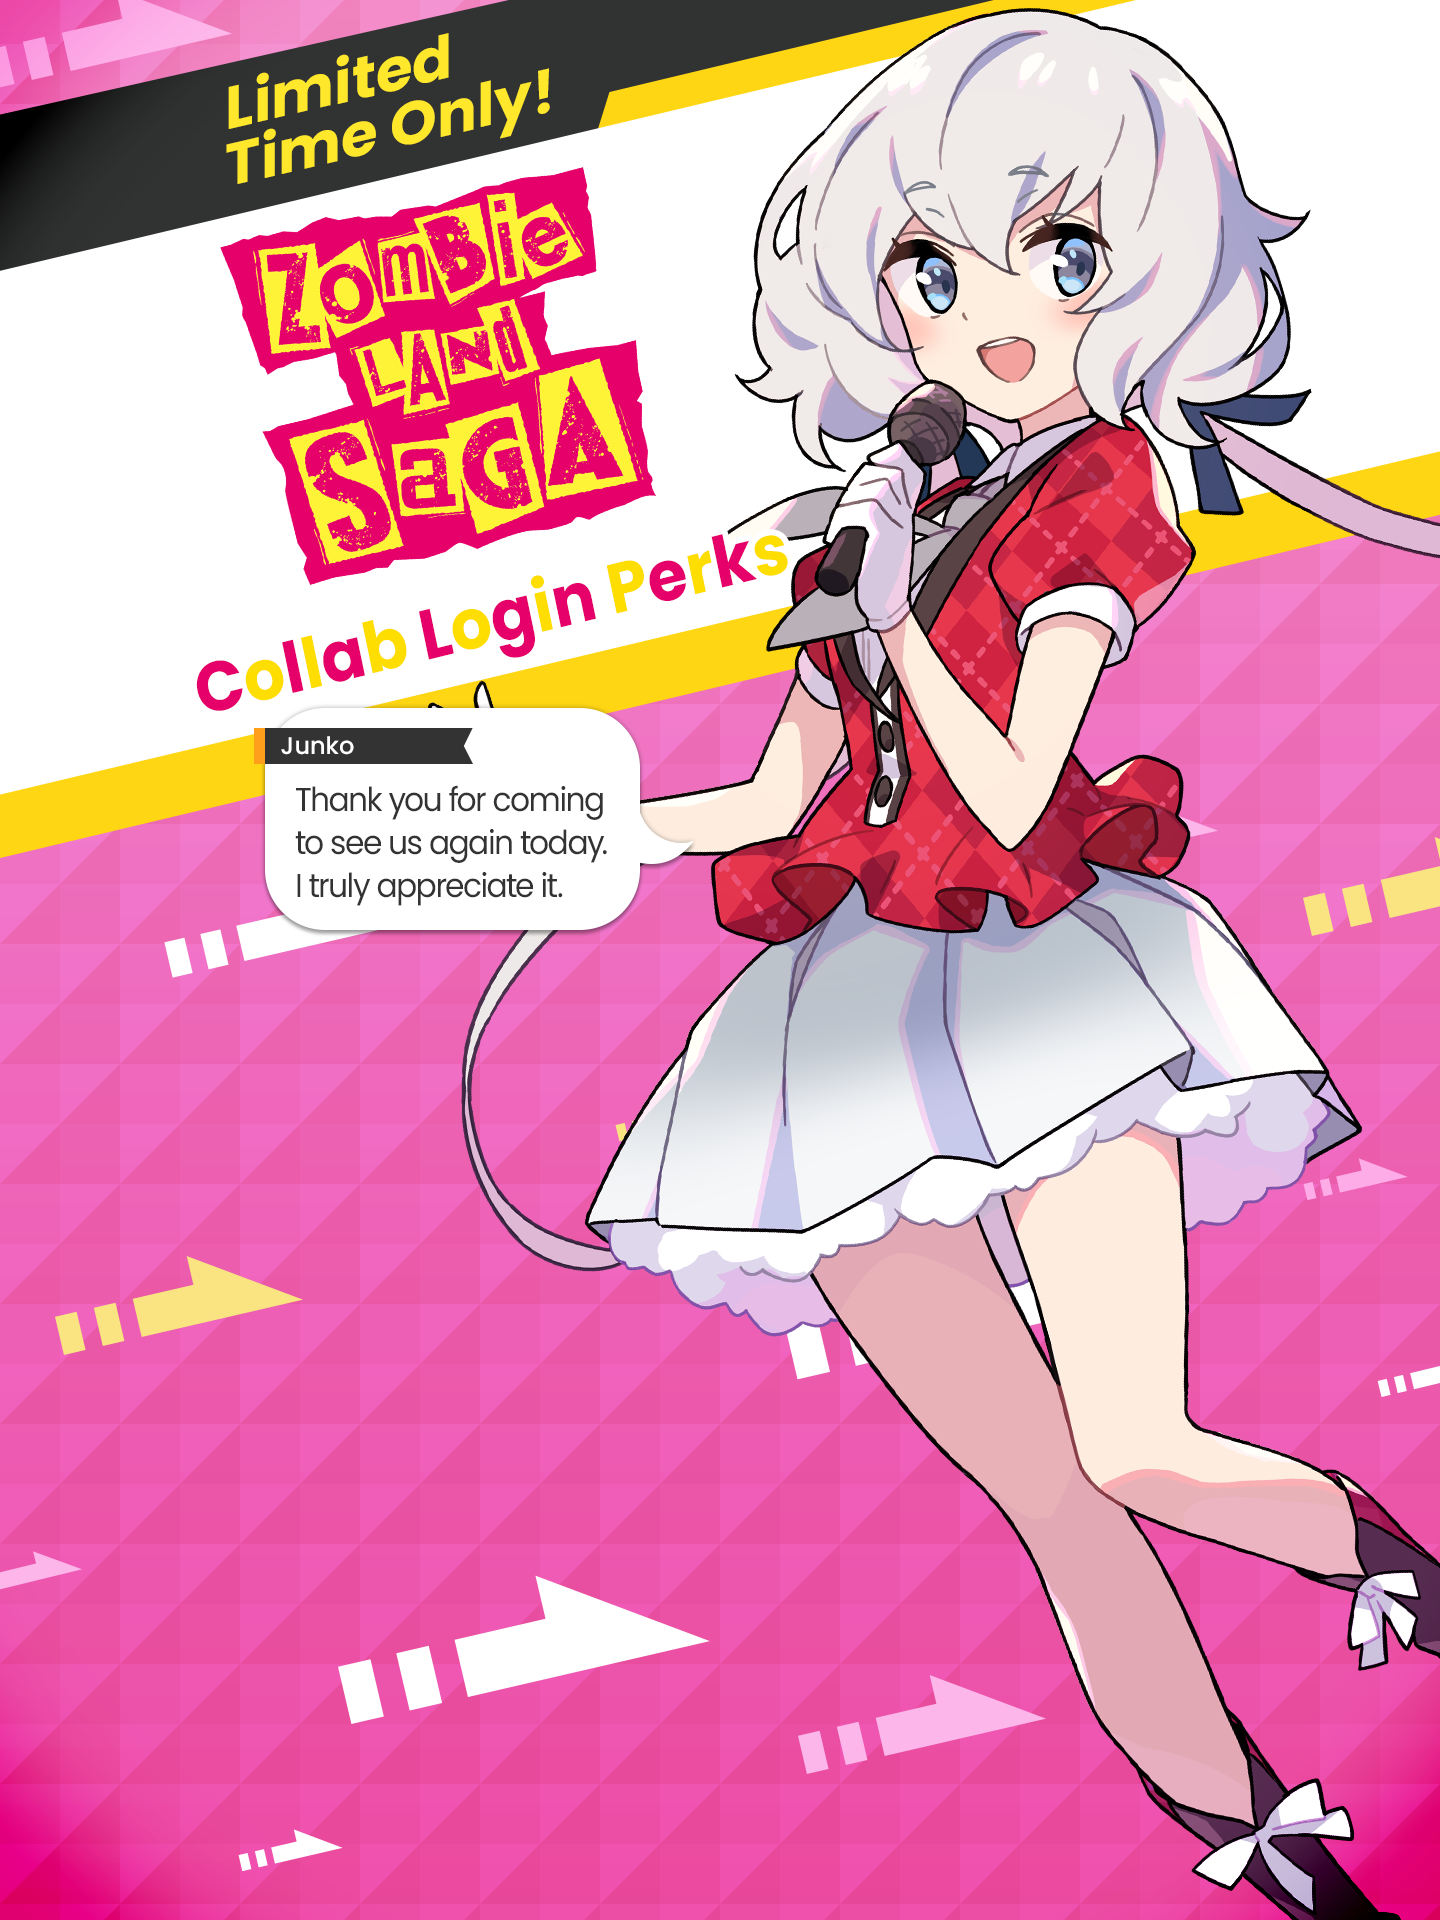 Limited
Time Only!
ZomBie
LANd
SaGA
Collab Login Perks
Junko
Thank you for coming
to see us again today.
I truly appreciate it.